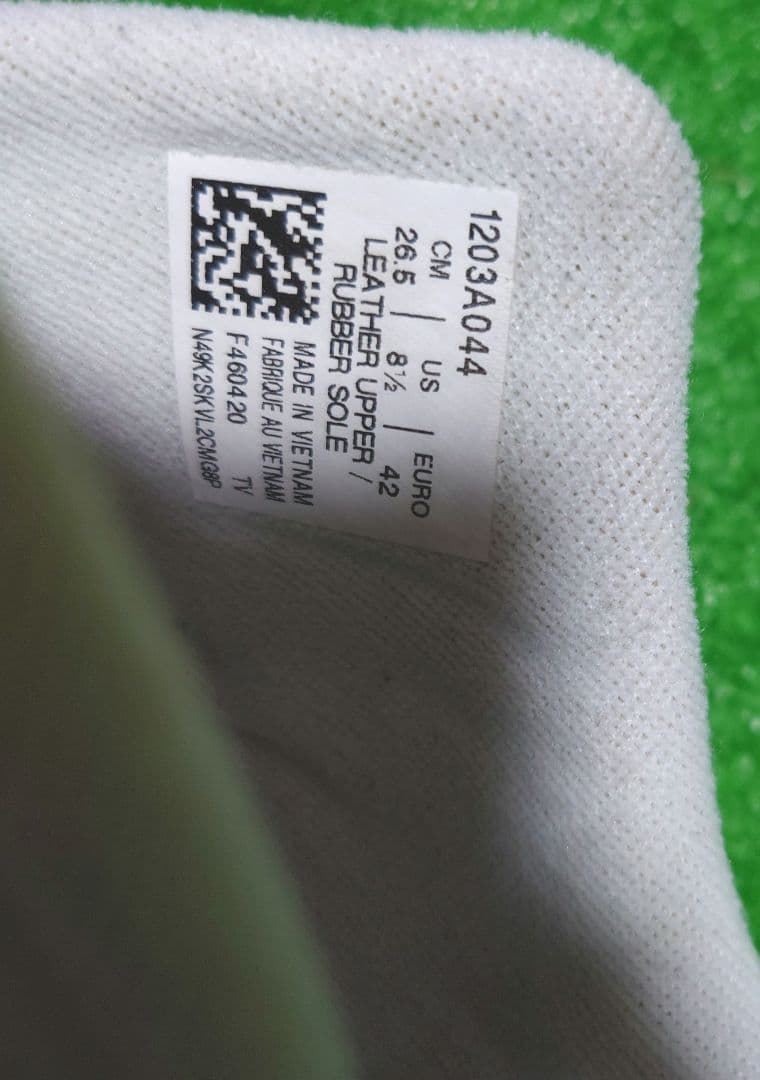 1203A044
CM | US | EURO
26.5 | 8½ | 42
LEATHER UPPER /
RUBBER SOLE
MADE IN VIETNAM
FABRIQUE AU VIETNAM
F460420 TV
N49K2SKVL2CMG8P